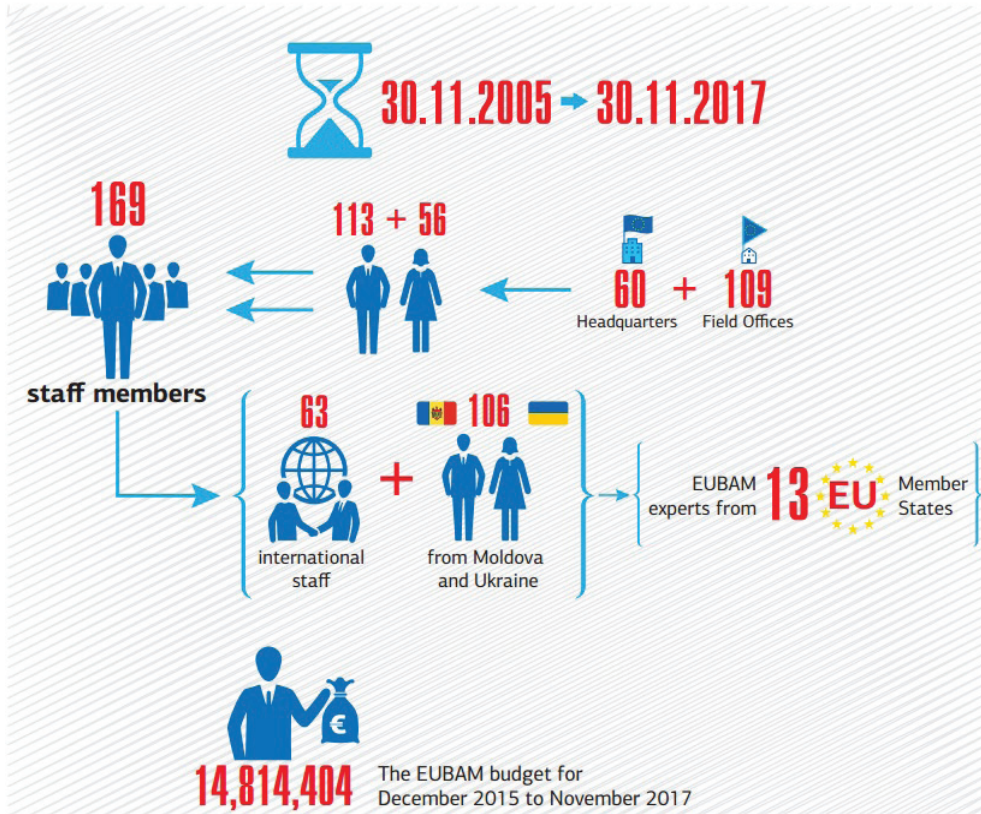 30.11.2005 30.11.2017
169
staff members
113 + 56
60 + 109
Headquarters Field Offices
63 + 106
international
staff
from Moldova
and Ukraine
EUBAM
experts from
13
EU
Member
States
€
14,814,404
The EUBAM budget for
December 2015 to November 2017